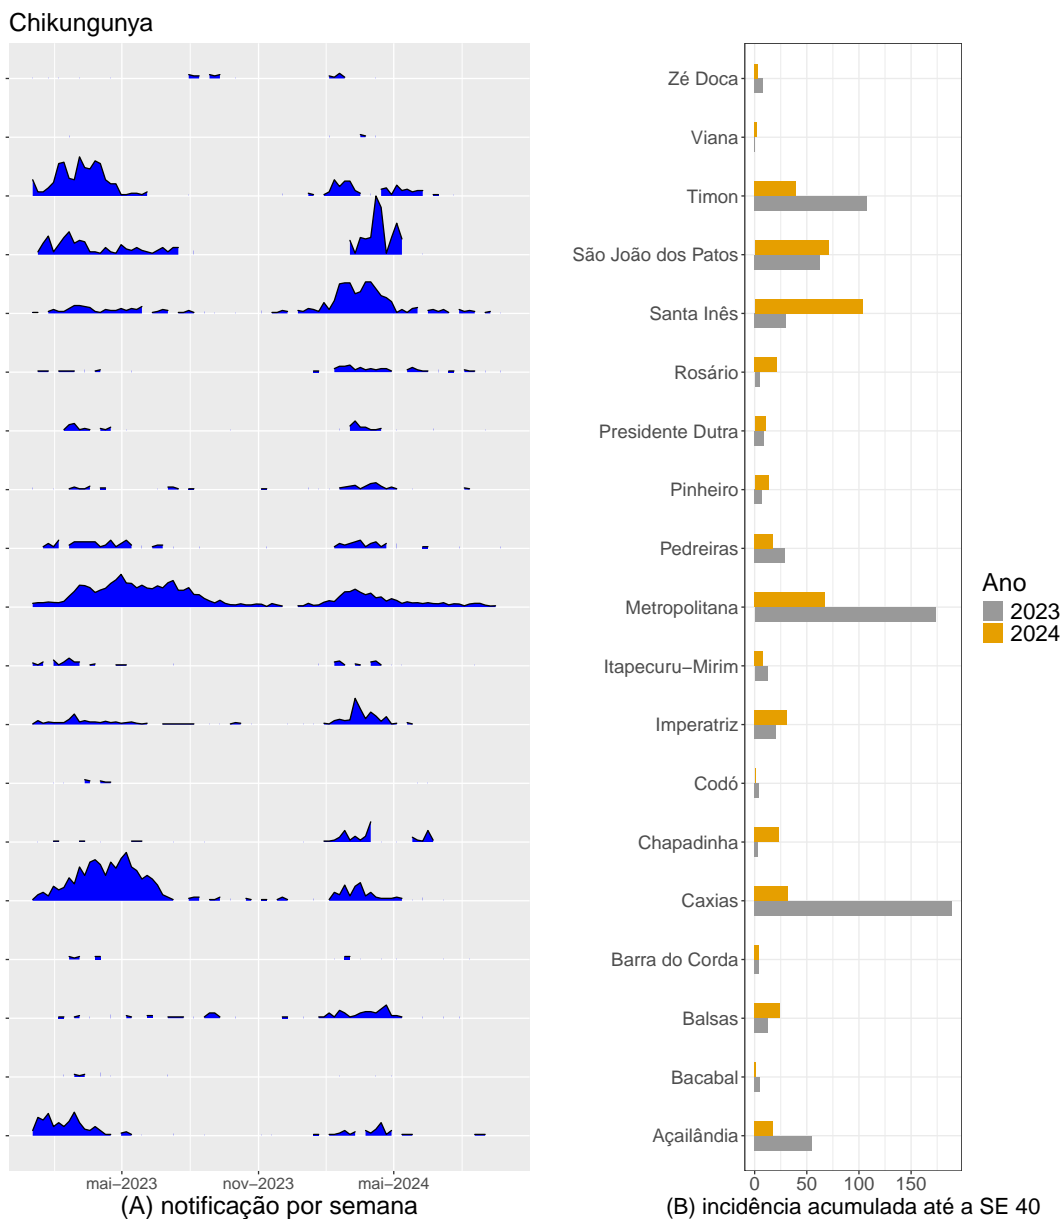 Chikungunya
Zé Doca
Viana
Timon
São João dos Patos
Santa Inês
Rosário
Presidente Dutra
Pinheiro
Pedreiras
Metropolitana
Itapecuru−Mirim
Imperatriz
Codó
Chapadinha
Caxias
Barra do Corda
Balsas
Bacabal
Açailândia
Ano
2023
2024
mai−2023 nov−2023 mai−2024
0 50 100 150
(A) notificação por semana
(B) incidência acumulada até a SE 40